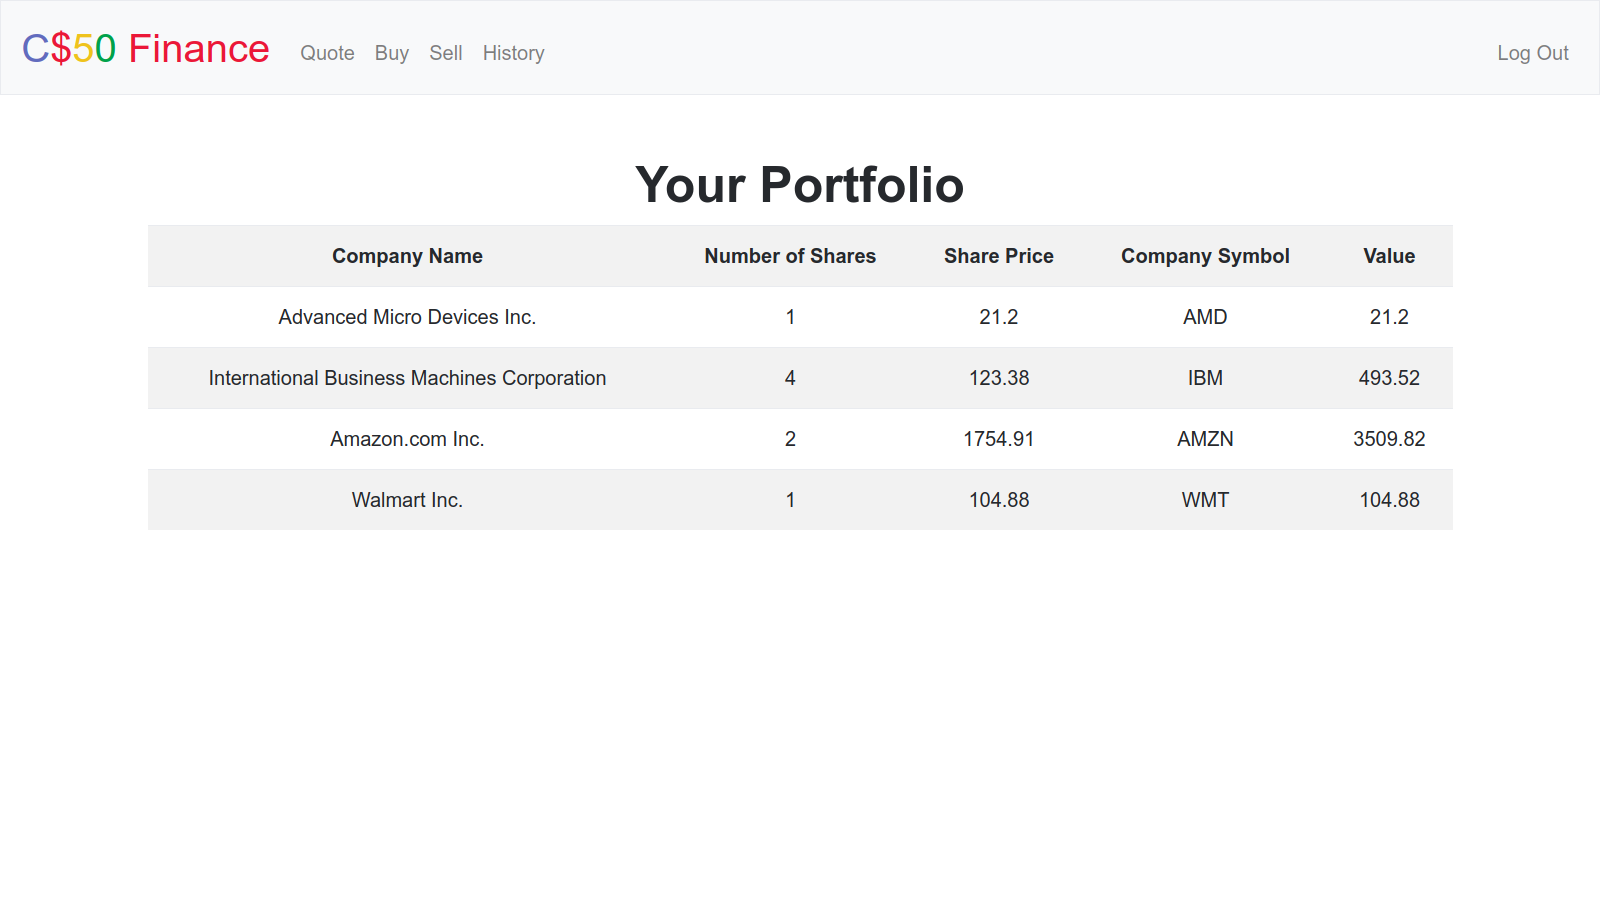 C$50 Finance Quote Buy Sell History Log Out
Your Portfolio
Company Name Number of Shares Share Price Company Symbol Value
Advanced Micro Devices Inc. 1 21.2 AMD 21.2
International Business Machines Corporation 4 123.38 IBM 493.52
Amazon.com Inc. 2 1754.91 AMZN 3509.82
Walmart Inc. 1 104.88 WMT 104.88